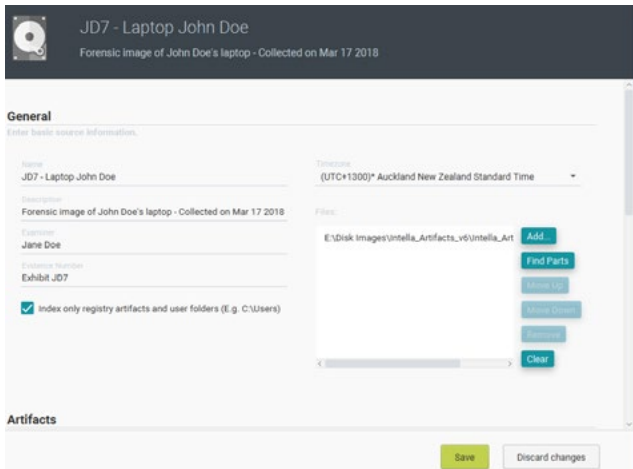 JD7 - Laptop John Doe
Forensic image of John Doe's laptop - Collected on Mar 17 2018
General
Enter basic source information.
Name
JD7 - Laptop John Doe
Description
Forensic image of John Doe's laptop - Collected on Mar 17 2018
Examiner
Jane Doe
Evidence Number
Exhibit JD7
Index only registry artifacts and user folders (E.g. C:\Users)
Timezone
(UTC+1300)* Auckland New Zealand Standard Time
Files:
E:\Disk Images\Intella_Artifacts_v6\Intella_Art
Add...
Find Parts
Move Up
Move Down
Remove
Clear
Artifacts
Save
Discard changes